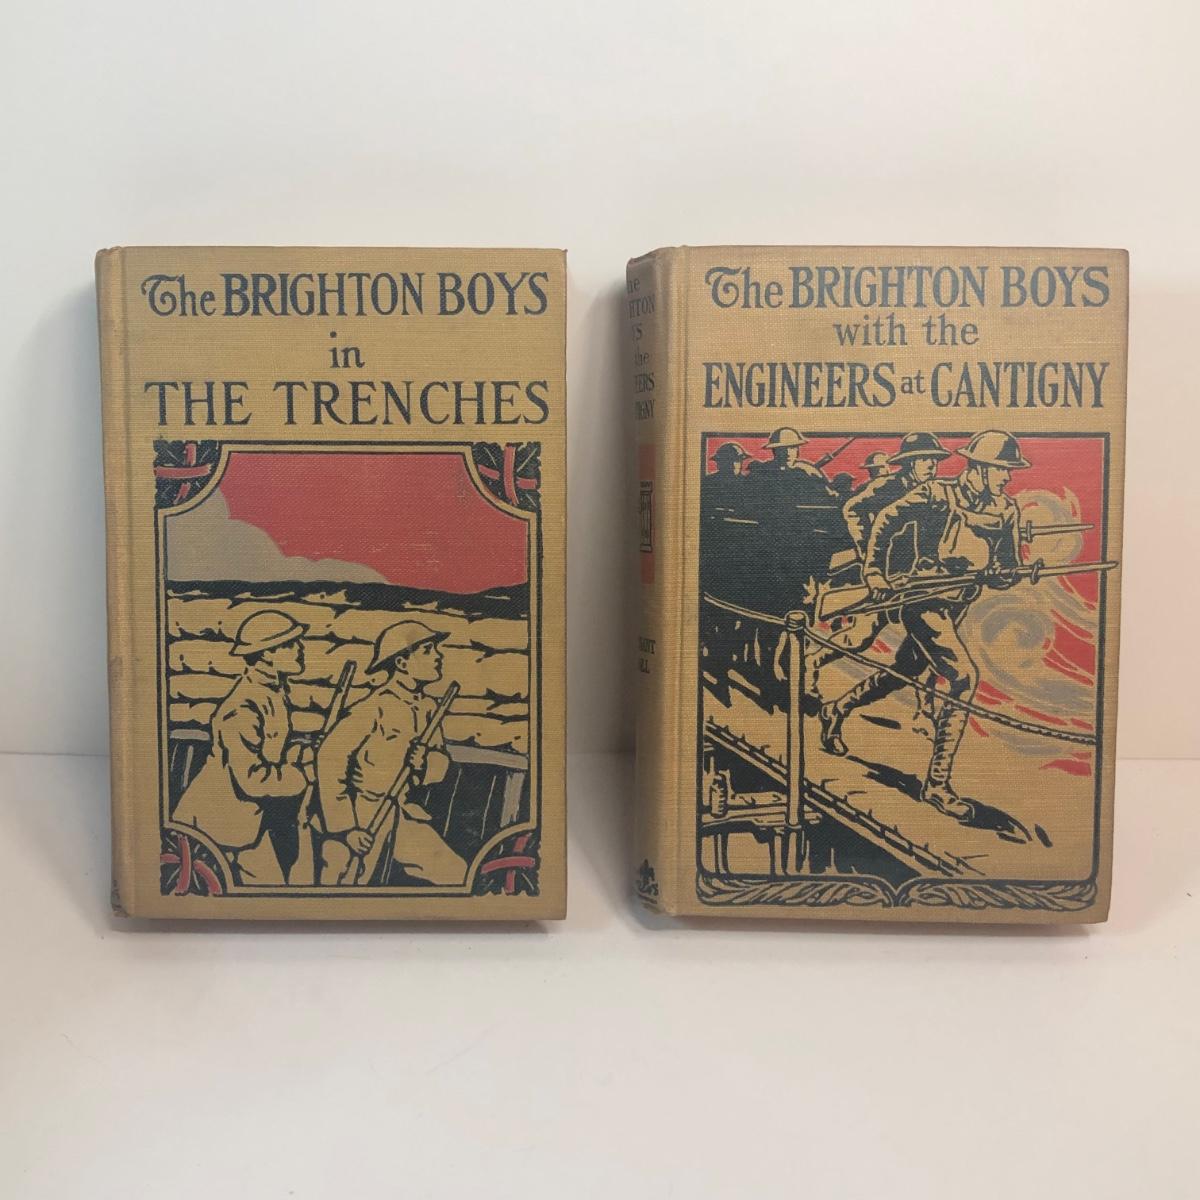 The BRIGHTON BOYS
in
THE TRENCHES
The BRIGHTON BOYS
with the
ENGINEERS at CANTIGNY